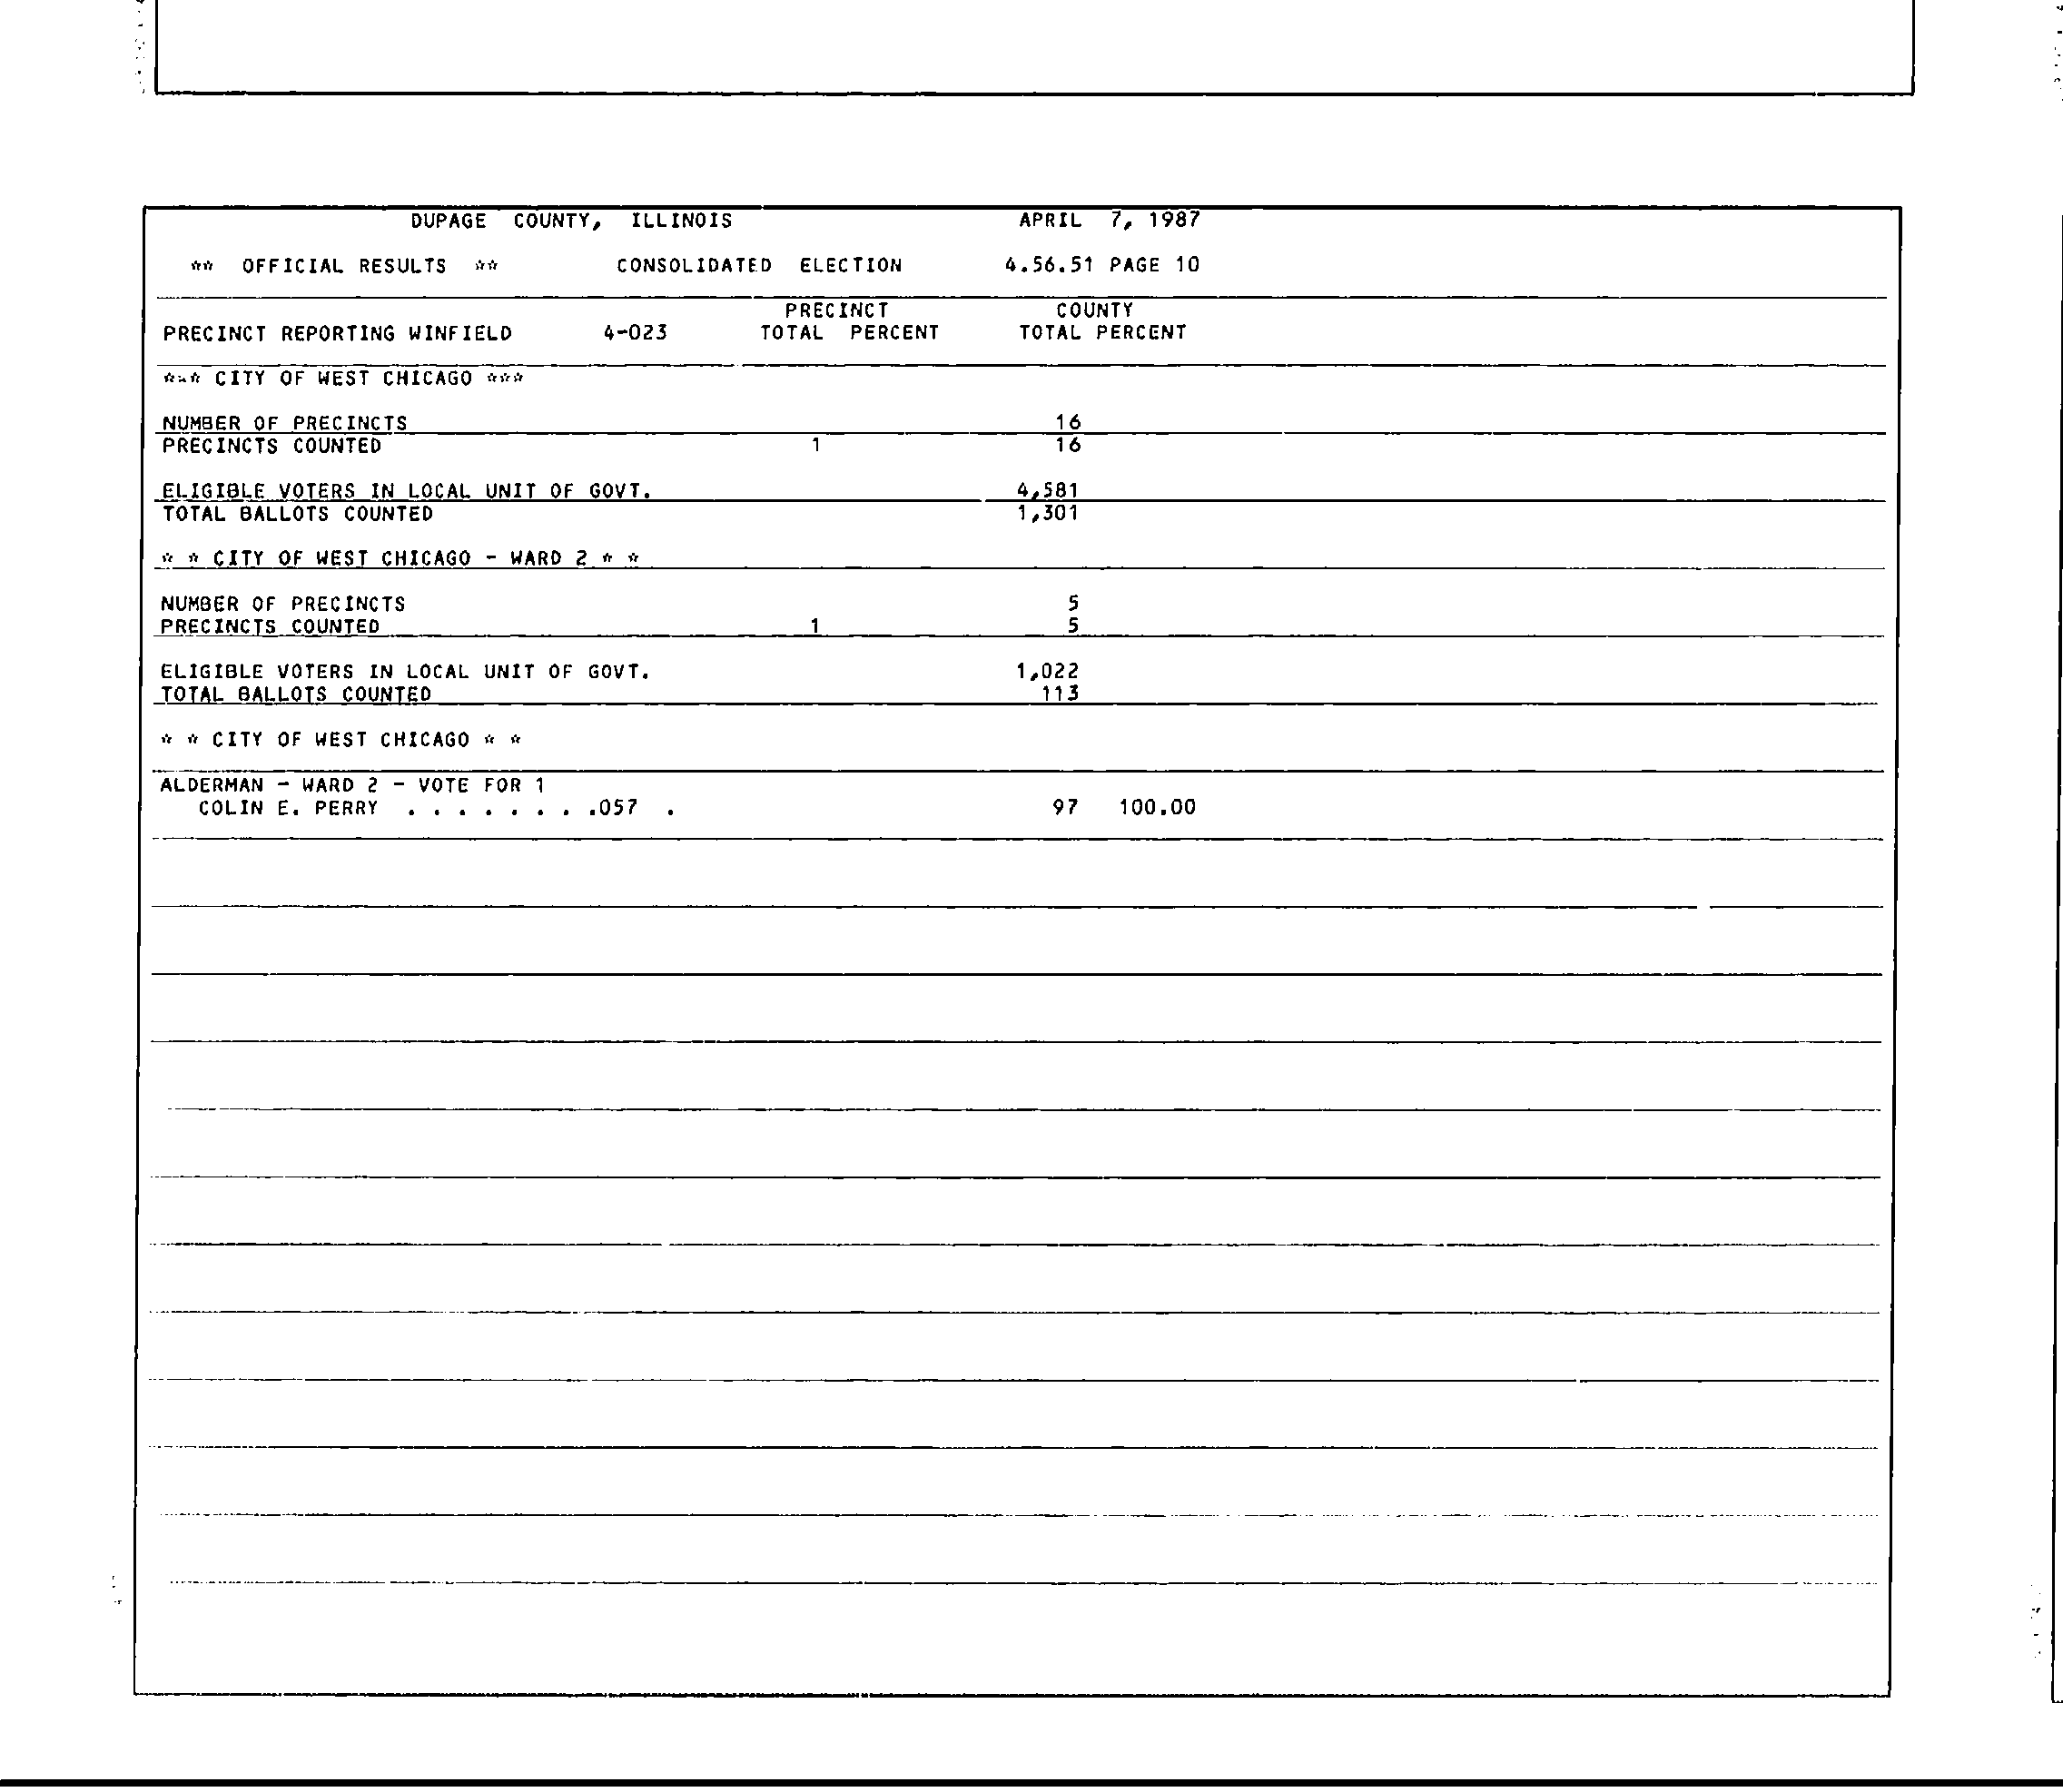 DUPAGE COUNTY, ILLINOIS APRIL 7, 1987
** OFFICIAL RESULTS ** CONSOLIDATED ELECTION 4.56.51 PAGE 10
PRECINCT COUNTY
PRECINCT REPORTING WINFIELD 4-023 TOTAL PERCENT TOTAL PERCENT
*** CITY OF WEST CHICAGO ***
NUMBER OF PRECINCTS 16
PRECINCTS COUNTED 1 16
ELIGIBLE VOTERS IN LOCAL UNIT OF GOVT. 4,581
TOTAL BALLOTS COUNTED 1,301
* * CITY OF WEST CHICAGO - WARD 2 * *
NUMBER OF PRECINCTS 5
PRECINCTS COUNTED 1 5
ELIGIBLE VOTERS IN LOCAL UNIT OF GOVT. 1,022
TOTAL BALLOTS COUNTED 113
* * CITY OF WEST CHICAGO * *
ALDERMAN - WARD 2 - VOTE FOR 1
COLIN E. PERRY . . . . . . . .057 . 97 100.00